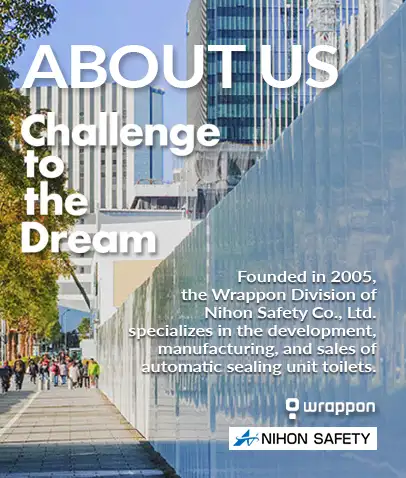 ABOUT US
Challenge
to
the
Dream
Founded in 2005,
the Wrappon Division of
Nihon Safety Co., Ltd.
specializes in the development,
manufacturing, and sales of
automatic sealing unit toilets.
wrappon
NIHON SAFETY